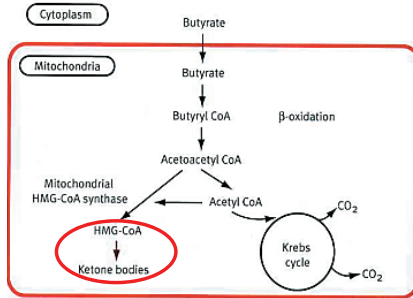 Cytoplasm
Butyrate
Mitochondria
Butyrate
Butyryl CoA
β-oxidation
Acetoacetyl CoA
Mitochondrial
HMG-CoA synthase
Acetyl CoA
CO₂
HMG-CoA
Krebs
cycle
Ketone bodies
CO₂